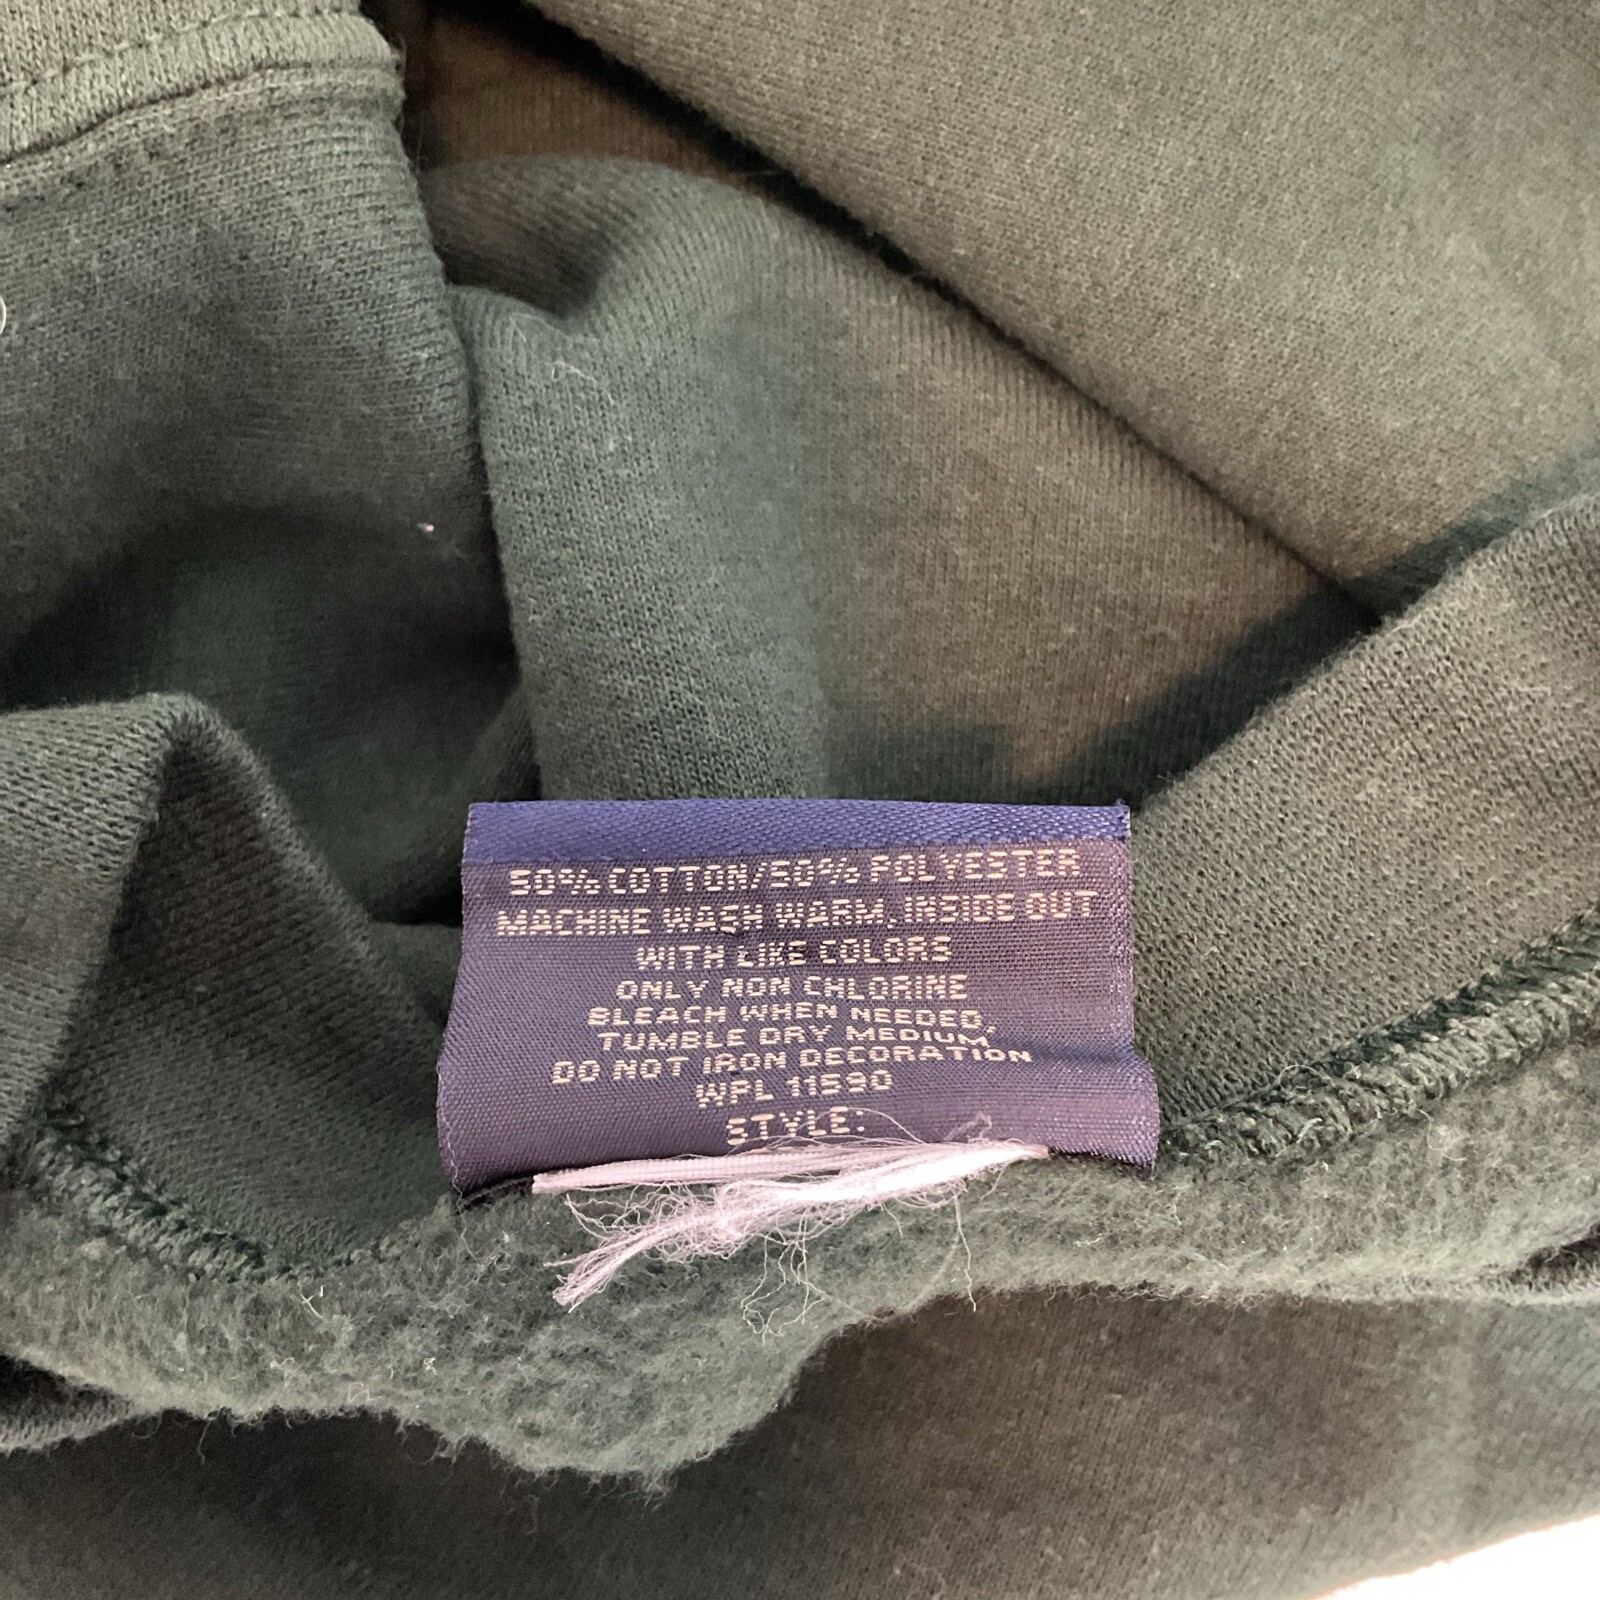 50% COTTON/50% POLYESTER
MACHINE WASH WARM, INSIDE OUT
WITH LIKE COLORS
ONLY NON CHLORINE
BLEACH WHEN NEEDED,
TUMBLE DRY MEDIUM,
DO NOT IRON DECORATION
WPL 11590
STYLE: